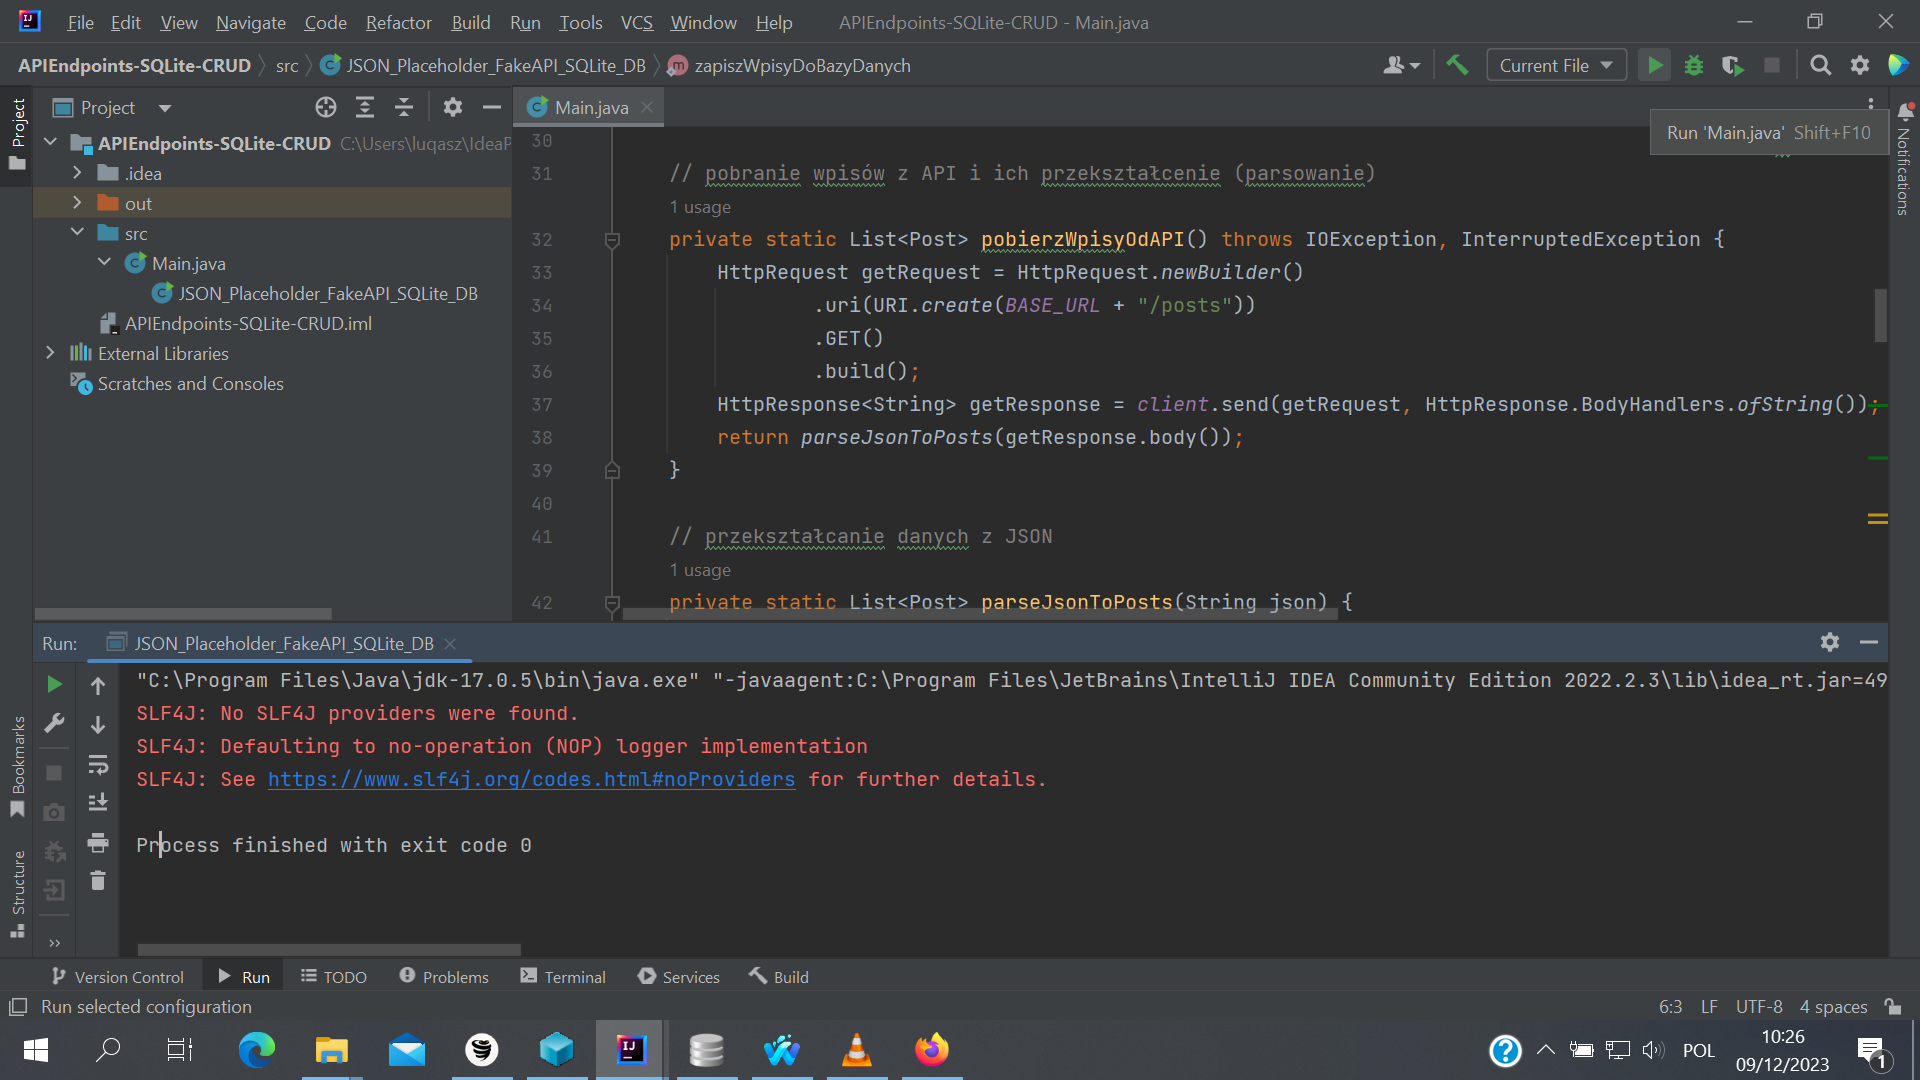 File Edit View Navigate Code Refactor Build Run Tools VCS Window Help APIEndpoints-SQLite-CRUD - Main.java
APIEndpoints-SQLite-CRUD src JSON_Placeholder_FakeAPI_SQLite_DB m zapiszWpisyDoBazyDanych Current File
Project
Project
Main.java
Run 'Main.java' Shift+F10
Notifications
APIEndpoints-SQLite-CRUD C:\Users\luqasz\IdeaP
.idea
out
src
Main.java
JSON_Placeholder_FakeAPI_SQLite_DB
APIEndpoints-SQLite-CRUD.iml
External Libraries
Scratches and Consoles
30
31 // pobranie wpisów z API i ich przekształcenie (parsowanie)
1 usage
32 private static List<Post> pobierzWpisyOdAPI() throws IOException, InterruptedException {
33 HttpRequest getRequest = HttpRequest.newBuilder()
34 .uri(URI.create(BASE_URL + "/posts"))
35 .GET()
36 .build();
37 HttpResponse<String> getResponse = client.send(getRequest, HttpResponse.BodyHandlers.ofString());
38 return parseJsonToPosts(getResponse.body());
39 }
40
41 // przekształcanie danych z JSON
1 usage
42 private static List<Post> parseJsonToPosts(String json) {
Run: JSON_Placeholder_FakeAPI_SQLite_DB
"C:\Program Files\Java\jdk-17.0.5\bin\java.exe" "-javaagent:C:\Program Files\JetBrains\IntelliJ IDEA Community Edition 2022.2.3\lib\idea_rt.jar=49
SLF4J: No SLF4J providers were found.
SLF4J: Defaulting to no-operation (NOP) logger implementation
SLF4J: See https://www.slf4j.org/codes.html#noProviders for further details.
Process finished with exit code 0
Bookmarks
Structure
Version Control Run TODO Problems Terminal Services Build
Run selected configuration 6:3 LF UTF-8 4 spaces
POL 10:26
09/12/2023
1